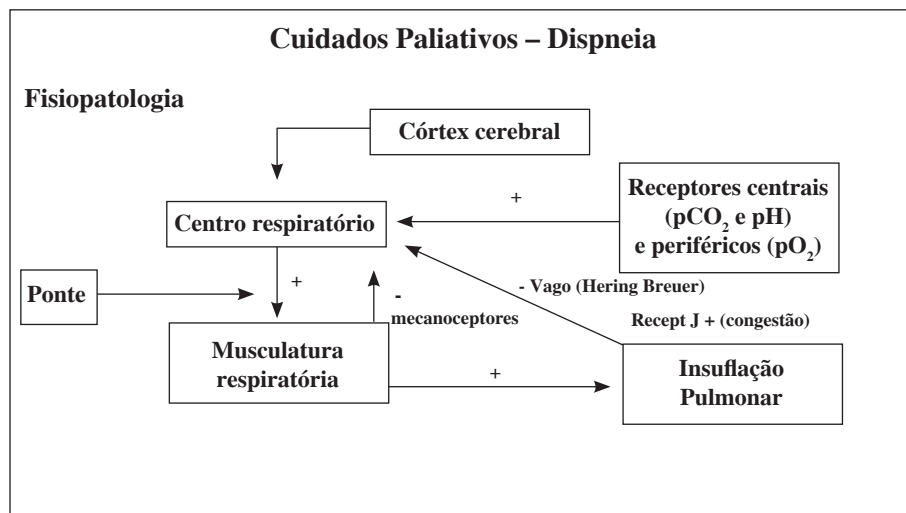 Cuidados Paliativos – Dispneia
Fisiopatologia
Córtex cerebral
Receptores centrais
(pCO₂ e pH)
e periféricos (pO₂)
+
Centro respiratório
+
Ponte
- Vago (Hering Breuer)
-
mecanoceptores
Recept J + (congestão)
Musculatura
respiratória
+
Insuflação
Pulmonar